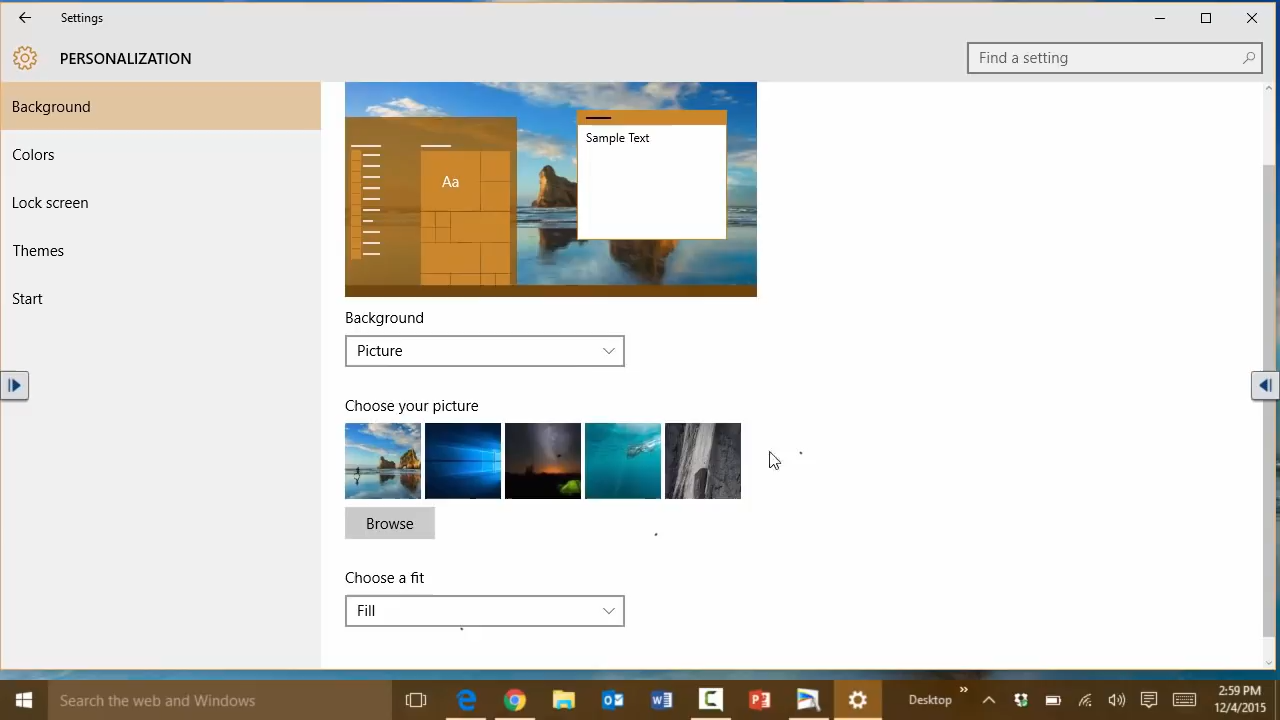 Settings
PERSONALIZATION
Find a setting
Background
Colors
Lock screen
Themes
Start
Sample Text
Aa
Background
Picture
Choose your picture
Browse
Choose a fit
Fill
Search the web and Windows
Desktop
2:59 PM
12/4/2015